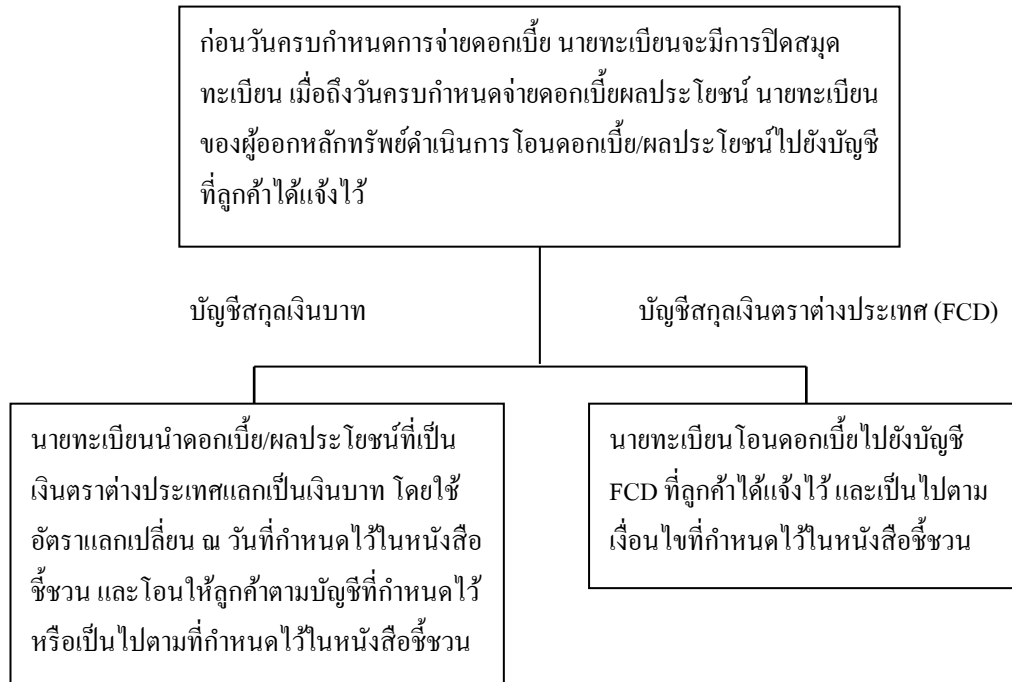 ก่อนวันครบกำหนดการจ่ายดอกเบี้ย นายทะเบียนจะมีการปิดสมุด
ทะเบียน เมื่อถึงวันครบกำหนดจ่ายดอกเบี้ยผลประโยชน์ นายทะเบียน
ของผู้ออกหลักทรัพย์ดำเนินการโอนดอกเบี้ย/ผลประโยชน์ไปยังบัญชี
ที่ลูกค้าได้แจ้งไว้
บัญชีสกุลเงินบาท
บัญชีสกุลเงินตราต่างประเทศ (FCD)
นายทะเบียนนำดอกเบี้ย/ผลประโยชน์ที่เป็น
เงินตราต่างประเทศแลกเป็นเงินบาท โดยใช้
อัตราแลกเปลี่ยน ณ วันที่กำหนดไว้ในหนังสือ
ชี้ชวน และโอนให้ลูกค้าตามบัญชีที่กำหนดไว้
หรือเป็นไปตามที่กำหนดไว้ในหนังสือชี้ชวน
นายทะเบียนโอนดอกเบี้ยไปยังบัญชี
FCD ที่ลูกค้าได้แจ้งไว้ และเป็นไปตาม
เงื่อนไขที่กำหนดไว้ในหนังสือชี้ชวน